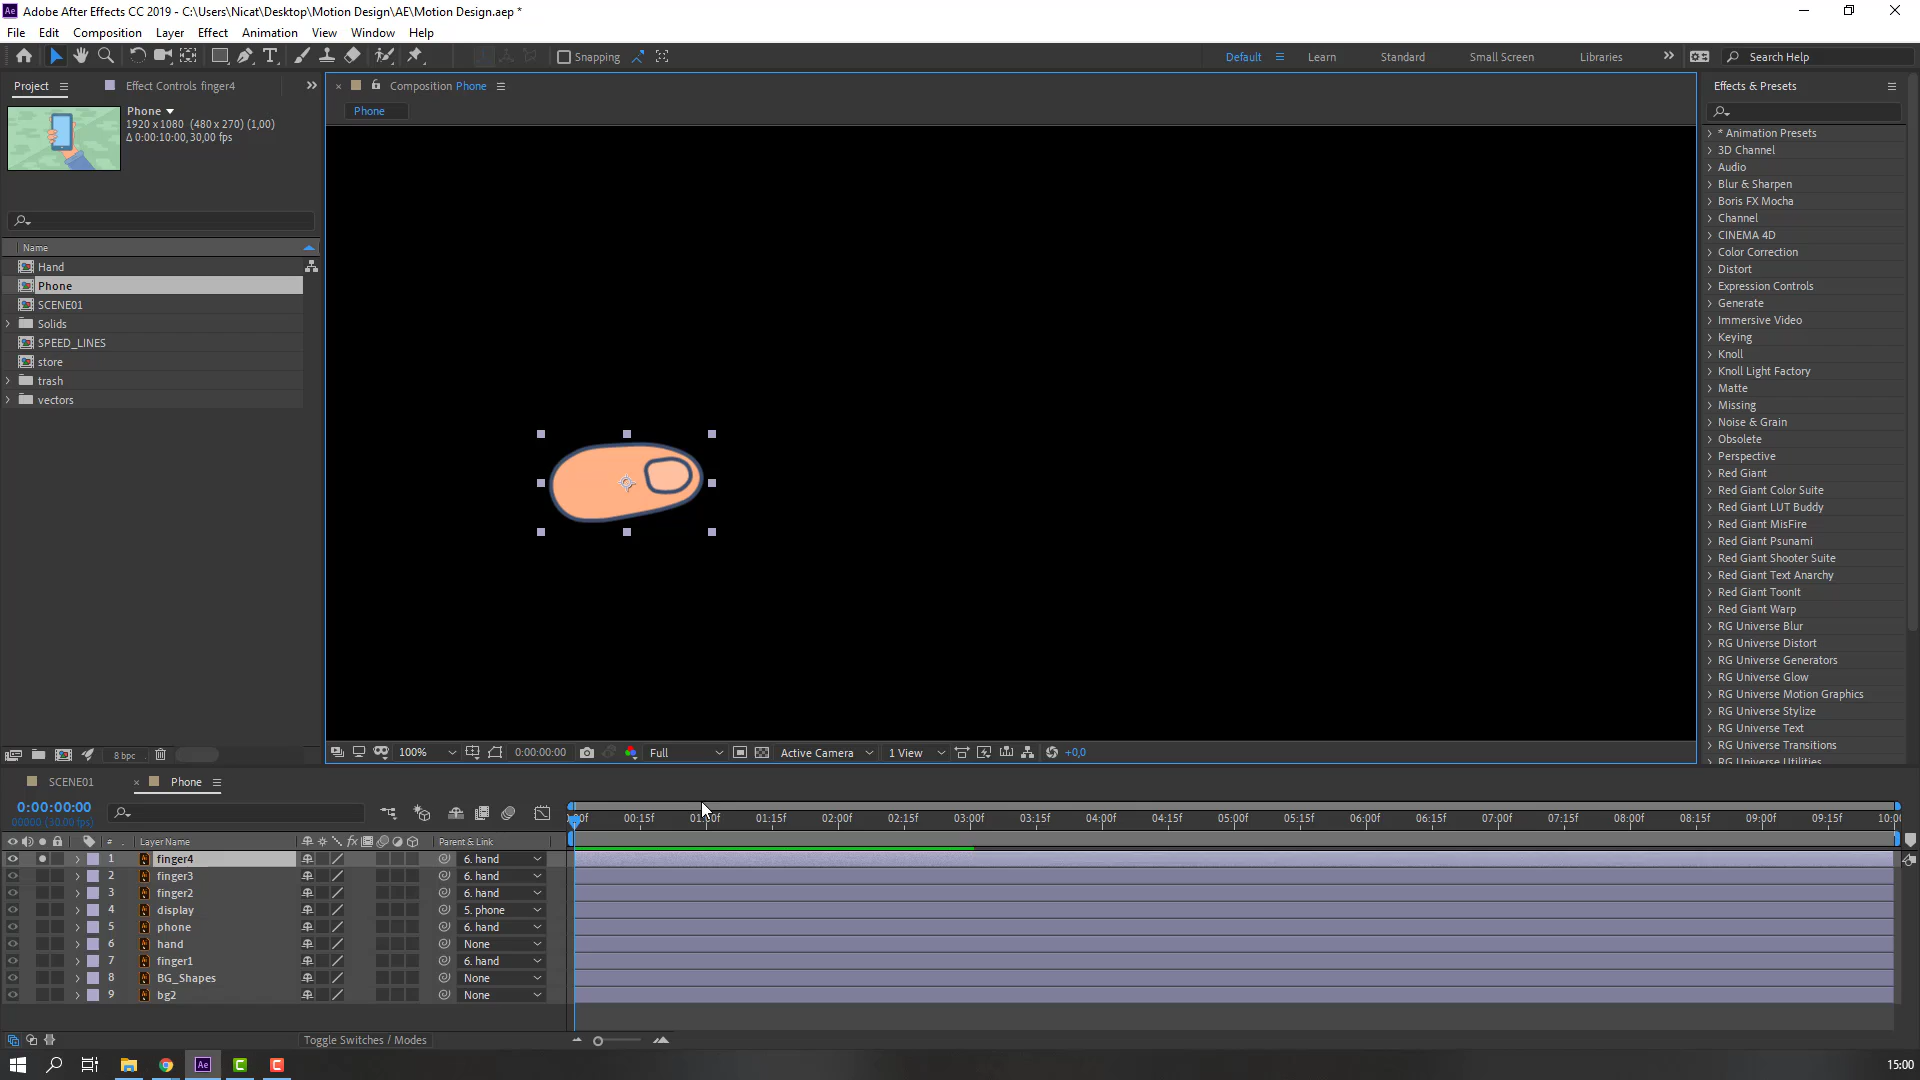 Adobe After Effects CC 2019 - C:\Users\Nicat\Desktop\Motion Design\AE\Motion Design.aep *
File Edit Composition Layer Effect Animation View Window Help
Snapping Default Learn Standard Small Screen Libraries Search Help
Project Effect Controls finger4
Phone
1920 x 1080 (480 x 270) (1,00)
Δ 0:00:10:00, 30,00 fps
Name
Hand
Phone
SCENE01
Solids
SPEED_LINES
store
trash
vectors
8 bpc
Composition Phone
Phone
100% 0:00:00:00 Full Active Camera 1 View +0,0
Effects & Presets
* Animation Presets
3D Channel
Audio
Blur & Sharpen
Boris FX Mocha
Channel
CINEMA 4D
Color Correction
Distort
Expression Controls
Generate
Immersive Video
Keying
Knoll
Knoll Light Factory
Matte
Missing
Noise & Grain
Obsolete
Perspective
Red Giant
Red Giant Color Suite
Red Giant LUT Buddy
Red Giant MisFire
Red Giant Psunami
Red Giant Shooter Suite
Red Giant Text Anarchy
Red Giant ToonIt
Red Giant Warp
RG Universe Blur
RG Universe Distort
RG Universe Generators
RG Universe Glow
RG Universe Motion Graphics
RG Universe Stylize
RG Universe Text
RG Universe Transitions
RG Universe Utilities
SCENE01 Phone
0:00:00:00
00000 (30.00 fps)
00:15f 01:00f 01:15f 02:00f 02:15f 03:00f 03:15f 04:00f 04:15f 05:00f 05:15f 06:00f 06:15f 07:00f 07:15f 08:00f 08:15f 09:00f 09:15f
# Layer Name fx Parent & Link
1 finger4 6. hand
2 finger3 6. hand
3 finger2 6. hand
4 display 5. phone
5 phone 6. hand
6 hand None
7 finger1 6. hand
8 BG_Shapes None
9 bg2 None
Toggle Switches / Modes
Ae
15:00